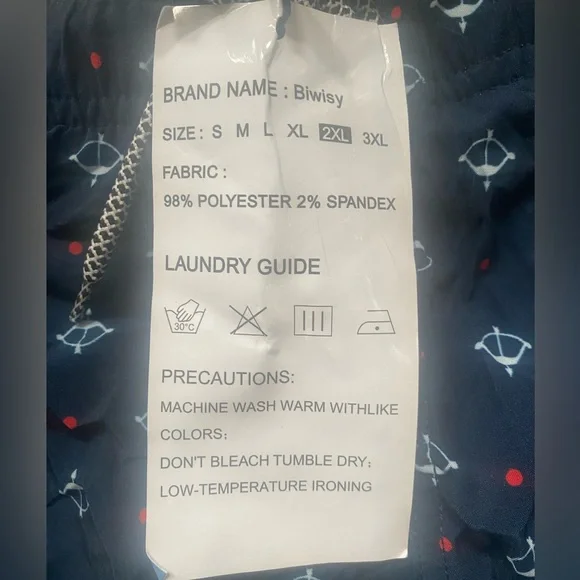 BRAND NAME : Biwisy
SIZE : S M L XL 2XL 3XL
FABRIC :
98% POLYESTER 2% SPANDEX
LAUNDRY GUIDE
30°C
PRECAUTIONS:
MACHINE WASH WARM WITHLIKE
COLORS;
DON'T BLEACH TUMBLE DRY;
LOW-TEMPERATURE IRONING